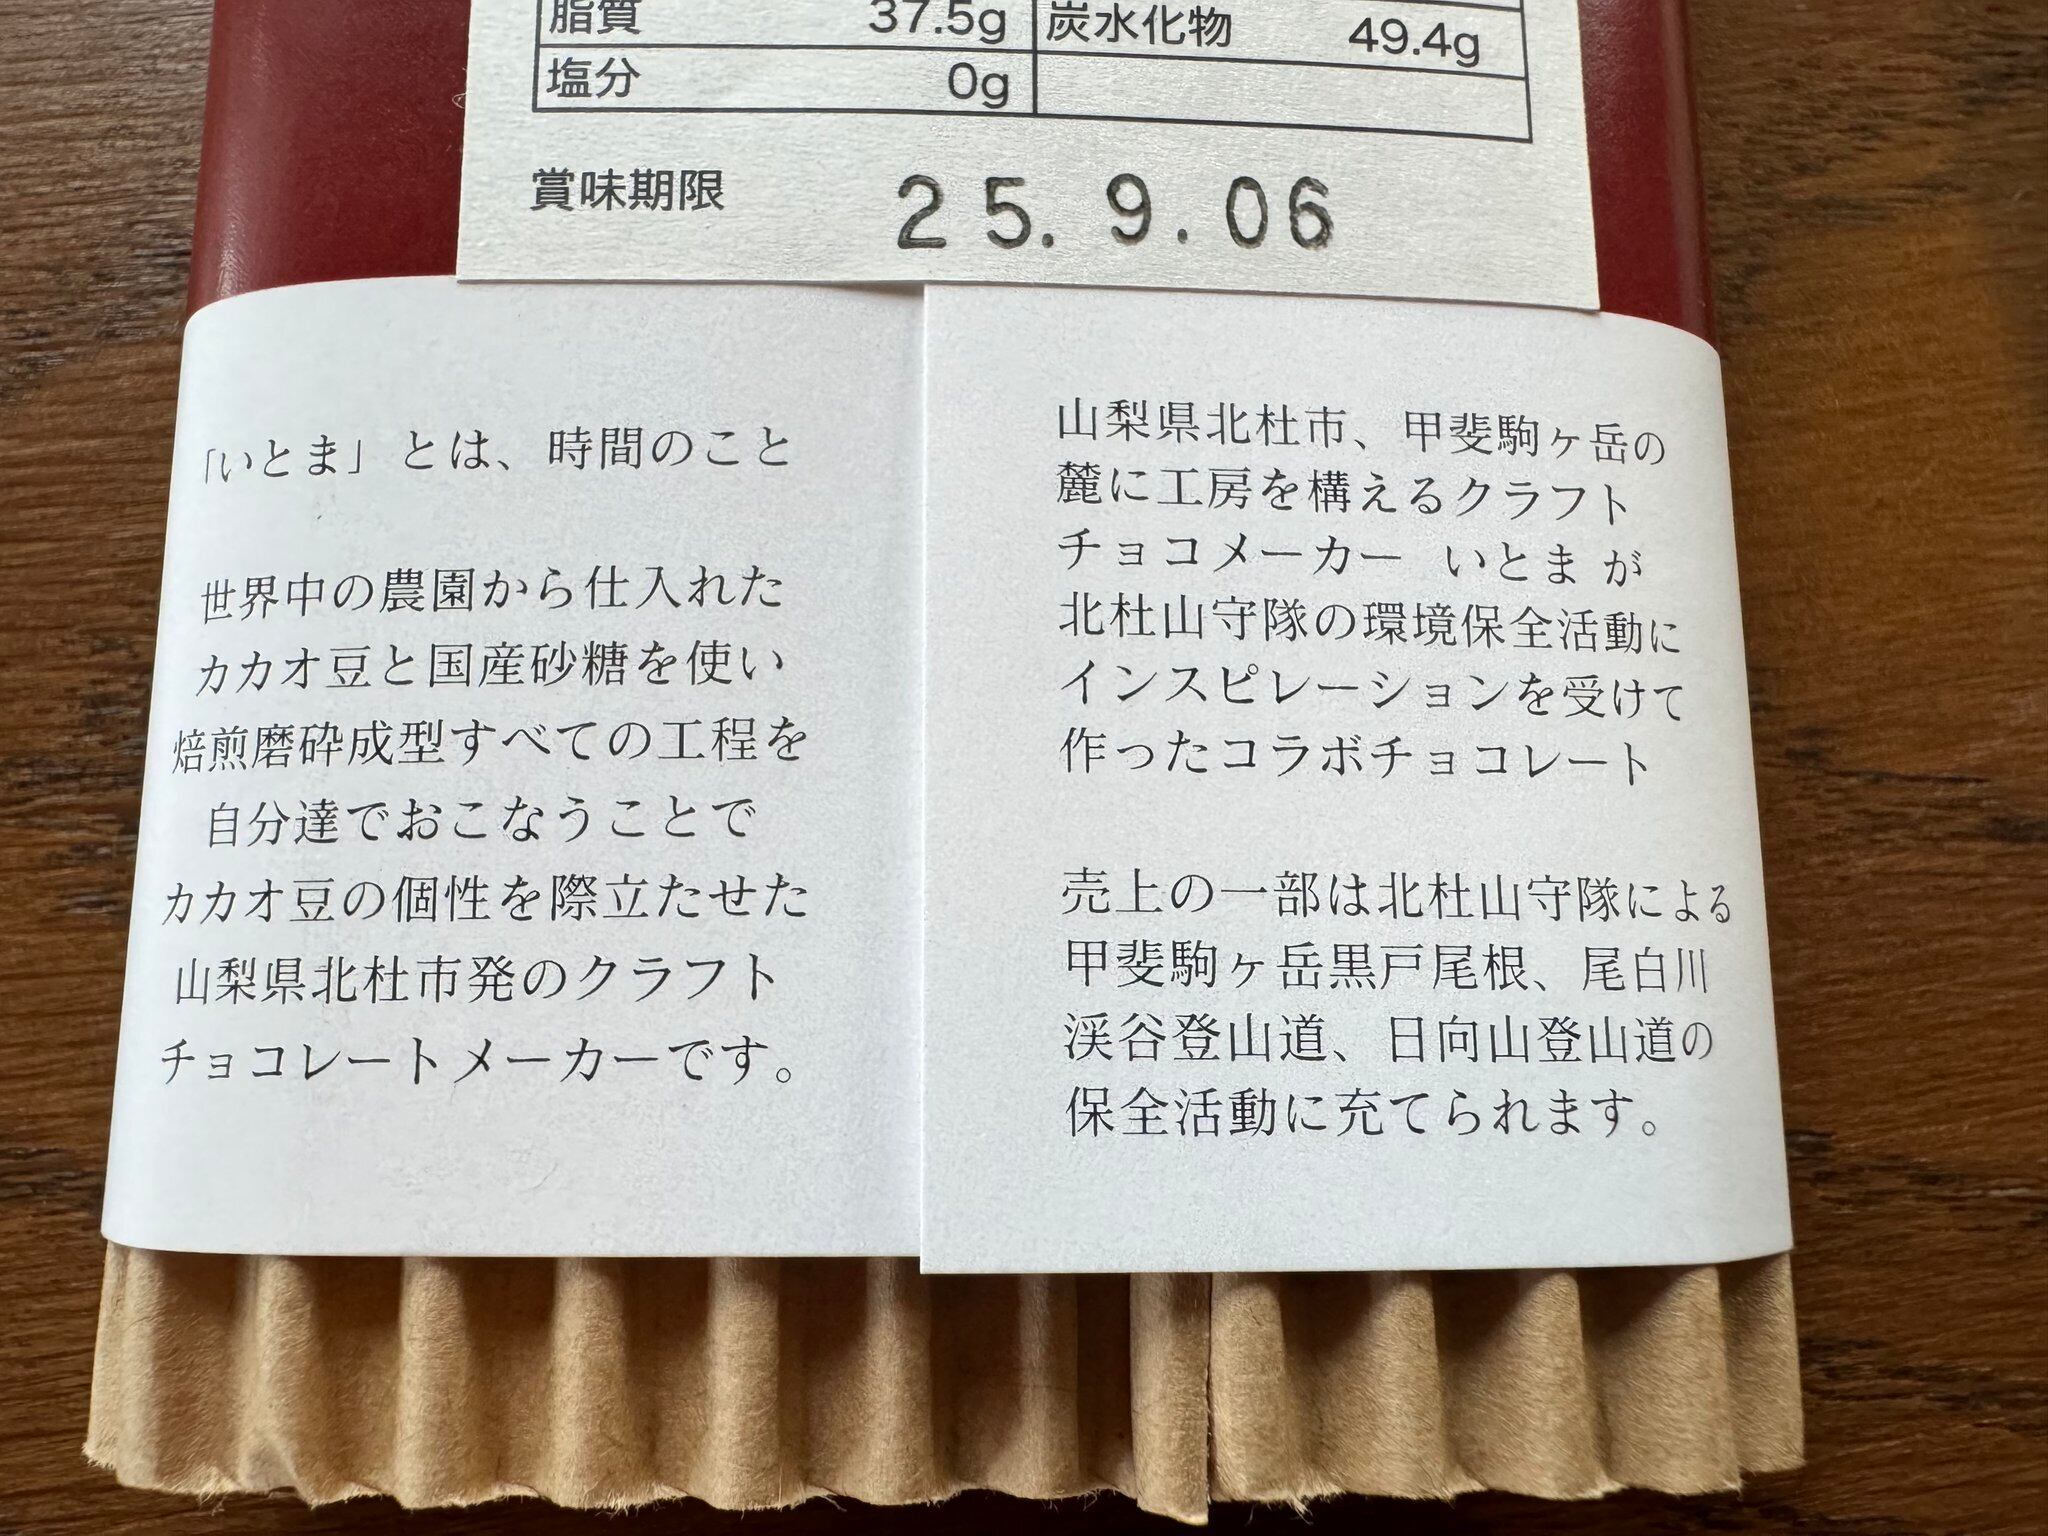 脂質 37.5g 炭水化物 49.4g
塩分 0g
賞味期限 25.9.06
「いとま」とは、時間のこと
世界中の農園から仕入れた
カカオ豆と国産砂糖を使い
焙煎磨砕成型すべての工程を
自分達でおこなうことで
カカオ豆の個性を際立たせた
山梨県北杜市発のクラフト
チョコレートメーカーです。
山梨県北杜市、甲斐駒ヶ岳の
麓に工房を構えるクラフト
チョコメーカー いとま が
北杜山守隊の環境保全活動に
インスピレーションを受けて
作ったコラボチョコレート
売上の一部は北杜山守隊による
甲斐駒ヶ岳黒戸尾根、尾白川
渓谷登山道、日向山登山道の
保全活動に充てられます。